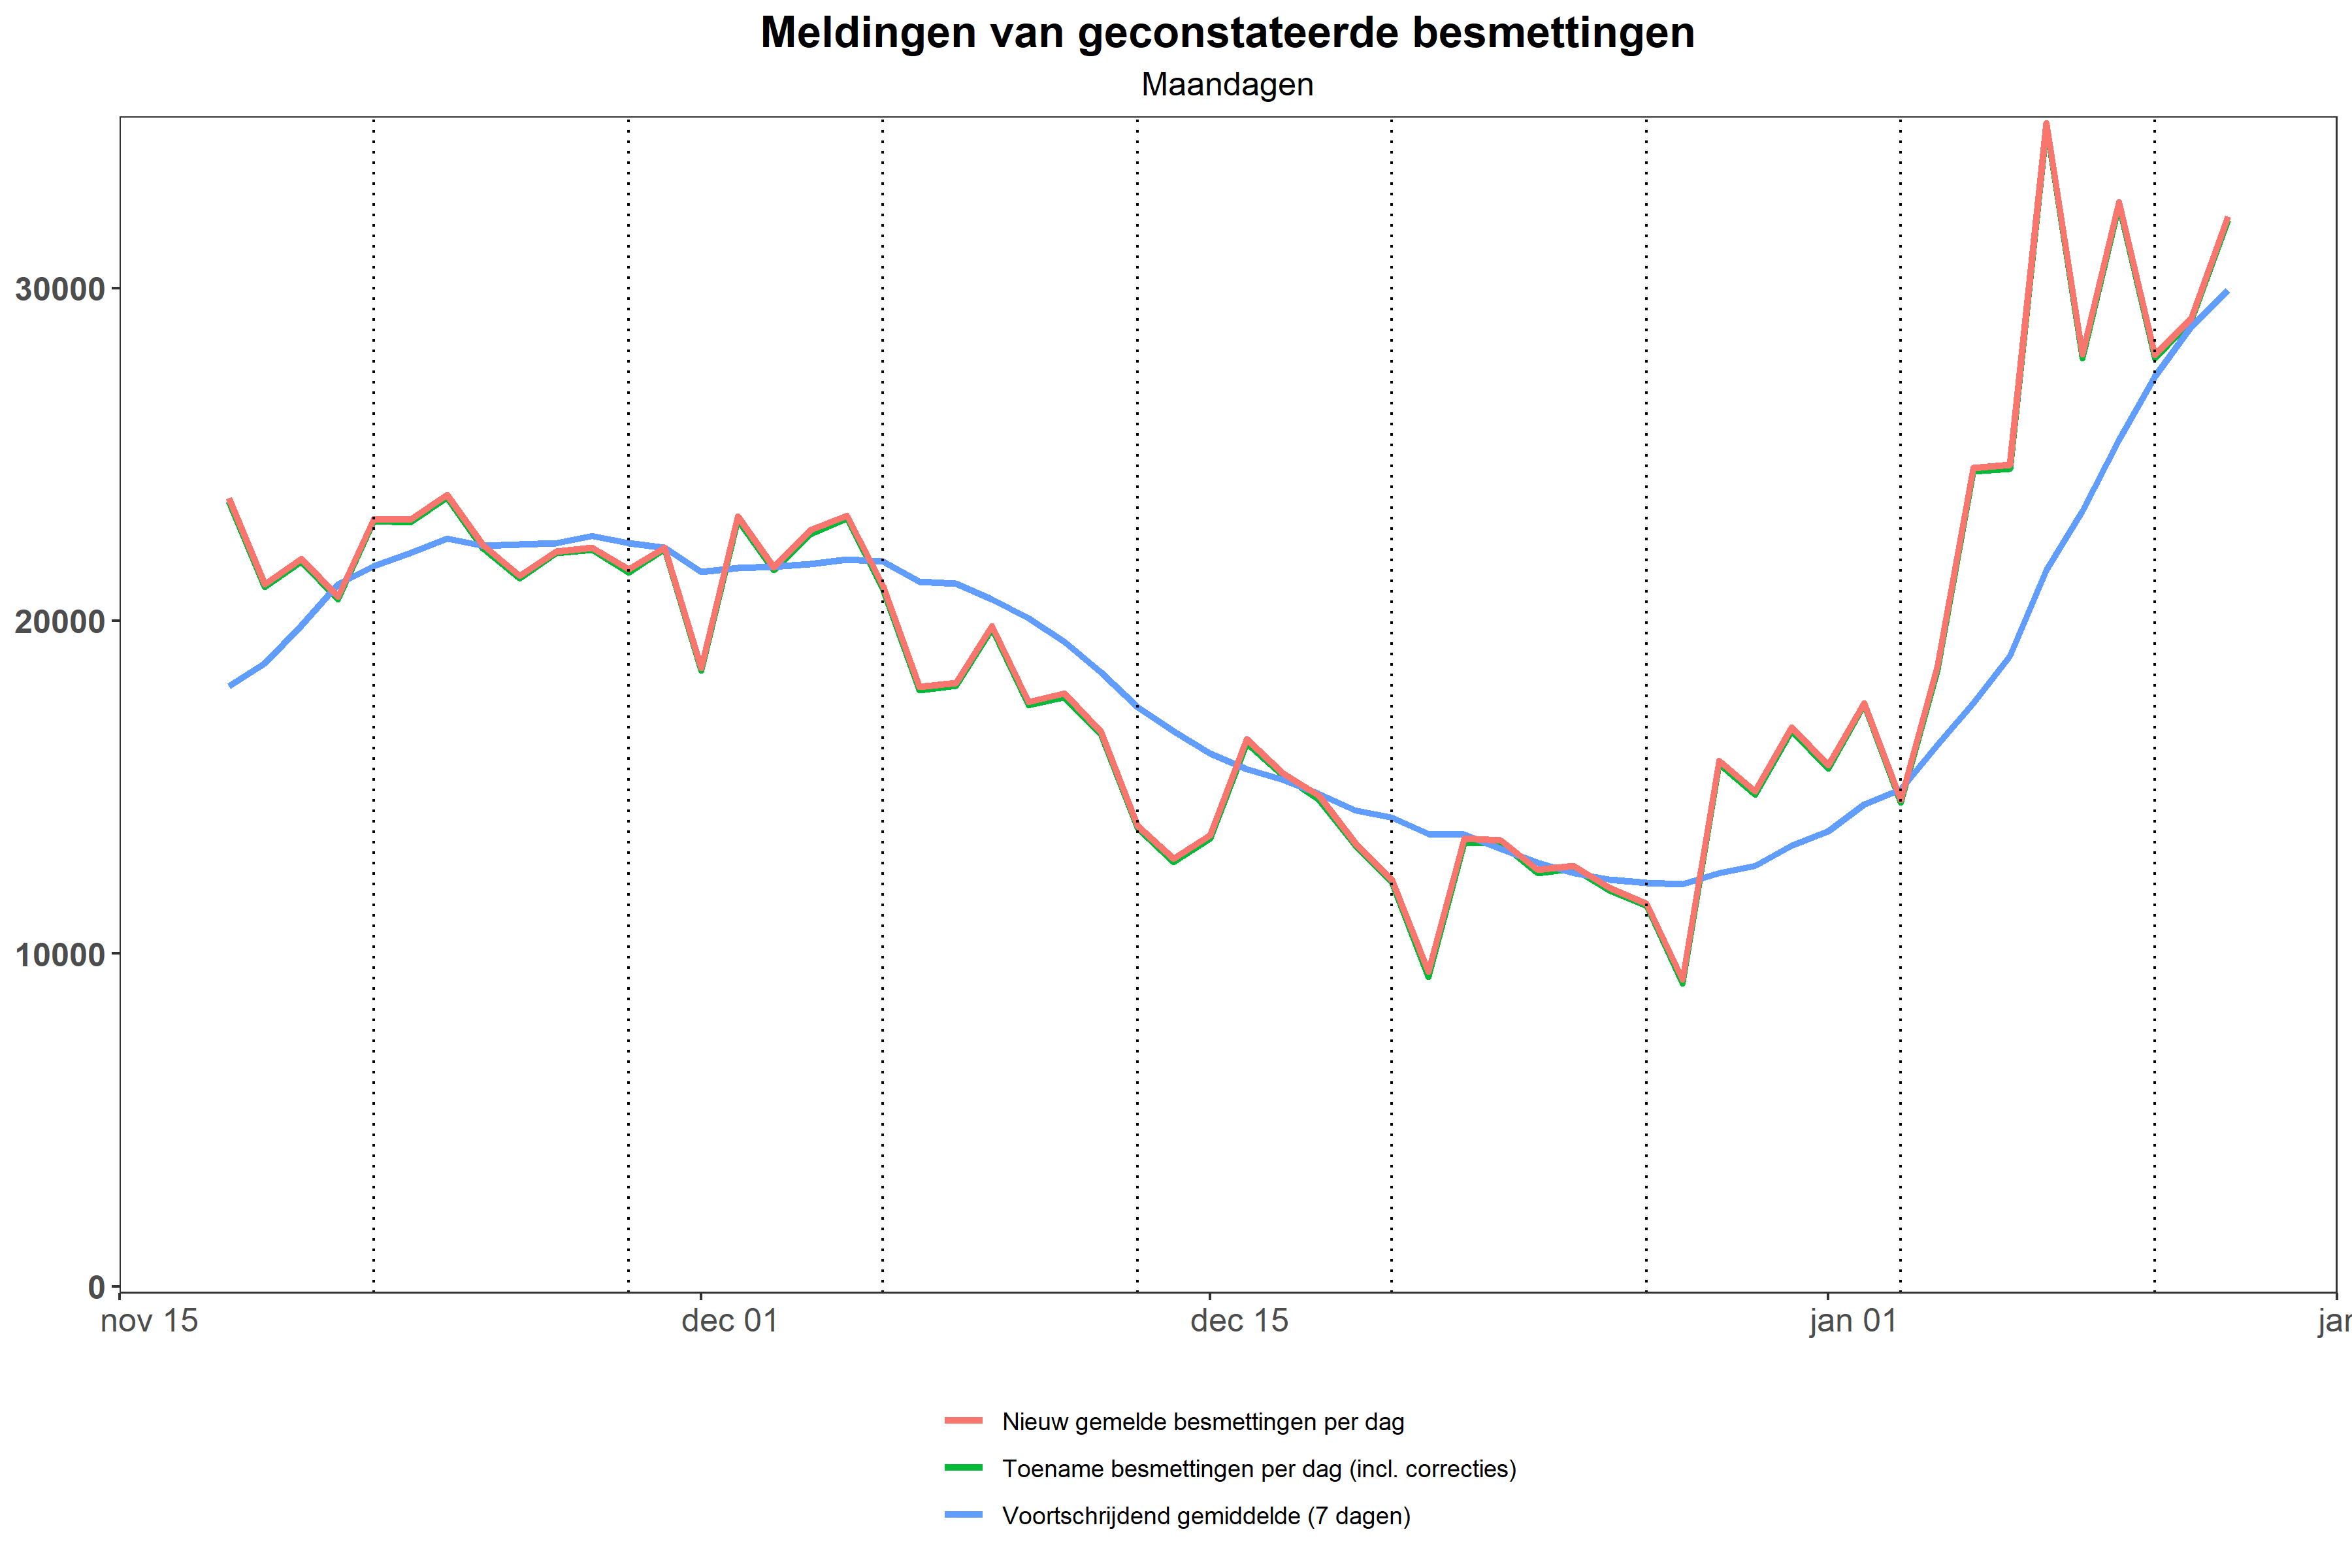 Meldingen van geconstateerde besmettingen
Maandagen
30000
20000
10000
0
nov 15
dec 01
dec 15
jan 01
jan
Nieuw gemelde besmettingen per dag
Toename besmettingen per dag (incl. correcties)
Voortschrijdend gemiddelde (7 dagen)